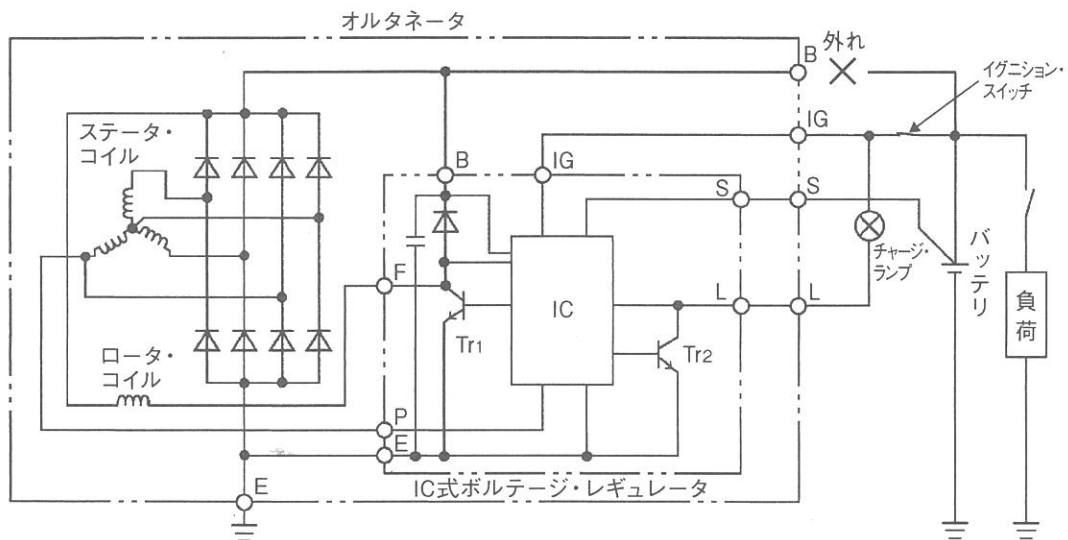 オルタネータ
B
外れ
イグニション・
スイッチ
IG
ステータ・
コイル
B
IG
S
S
チャージ・
ランプ
バッテリ
F
IC
L
L
負荷
Tr1
Tr2
ロータ・
コイル
P
E
E
IC式ボルテージ・レギュレータ